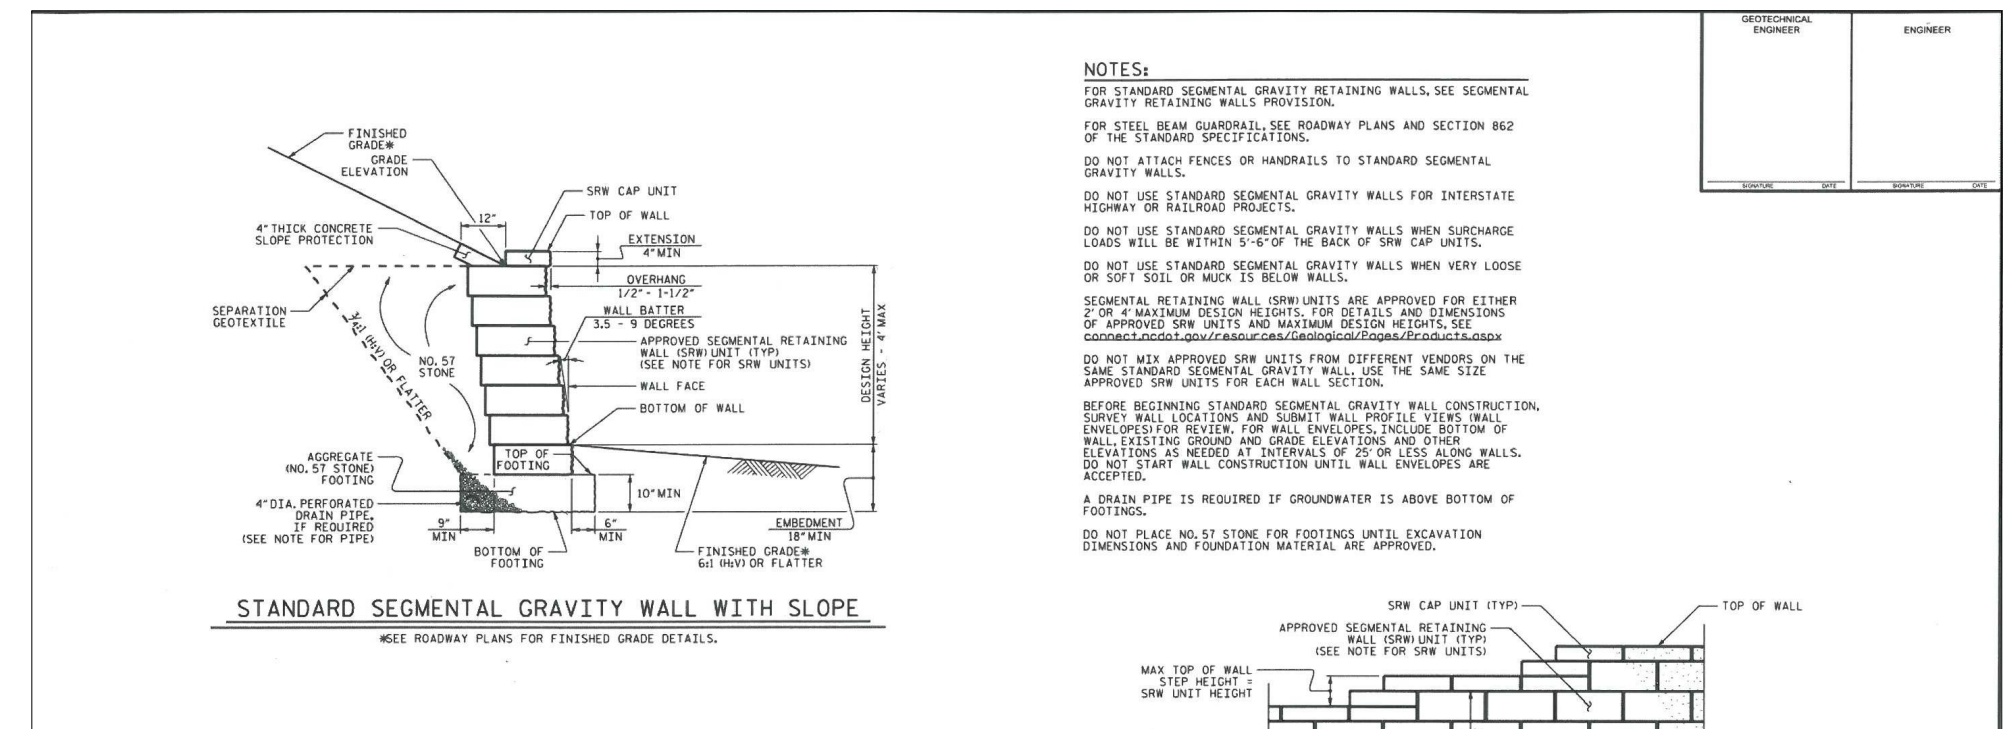 GEOTECHNICAL
ENGINEER
ENGINEER
SIGNATURE
DATE
SIGNATURE
DATE
FINISHED
GRADE*
GRADE
ELEVATION
SRW CAP UNIT
TOP OF WALL
12"
4" THICK CONCRETE
SLOPE PROTECTION
EXTENSION
4" MIN
OVERHANG
1/2" - 1-1/2"
SEPARATION
GEOTEXTILE
WALL BATTER
3.5 - 9 DEGREES
3/4:1 (H:V) OR FLATTER
NO. 57
STONE
APPROVED SEGMENTAL RETAINING
WALL (SRW) UNIT (TYP)
(SEE NOTE FOR SRW UNITS)
WALL FACE
BOTTOM OF WALL
DESIGN HEIGHT
VARIES - 4' MAX
AGGREGATE
(NO. 57 STONE)
FOOTING
TOP OF
FOOTING
4" DIA. PERFORATED
DRAIN PIPE,
IF REQUIRED
(SEE NOTE FOR PIPE)
10" MIN
9"
MIN
6"
MIN
EMBEDMENT
18" MIN
BOTTOM OF
FOOTING
FINISHED GRADE*
6:1 (H:V) OR FLATTER
STANDARD SEGMENTAL GRAVITY WALL WITH SLOPE
*SEE ROADWAY PLANS FOR FINISHED GRADE DETAILS.
NOTES:
FOR STANDARD SEGMENTAL GRAVITY RETAINING WALLS, SEE SEGMENTAL
GRAVITY RETAINING WALLS PROVISION.
FOR STEEL BEAM GUARDRAIL, SEE ROADWAY PLANS AND SECTION 862
OF THE STANDARD SPECIFICATIONS.
DO NOT ATTACH FENCES OR HANDRAILS TO STANDARD SEGMENTAL
GRAVITY WALLS.
DO NOT USE STANDARD SEGMENTAL GRAVITY WALLS FOR INTERSTATE
HIGHWAY OR RAILROAD PROJECTS.
DO NOT USE STANDARD SEGMENTAL GRAVITY WALLS WHEN SURCHARGE
LOADS WILL BE WITHIN 5'-6" OF THE BACK OF SRW CAP UNITS.
DO NOT USE STANDARD SEGMENTAL GRAVITY WALLS WHEN VERY LOOSE
OR SOFT SOIL OR MUCK IS BELOW WALLS.
SEGMENTAL RETAINING WALL (SRW) UNITS ARE APPROVED FOR EITHER
2' OR 4' MAXIMUM DESIGN HEIGHTS. FOR DETAILS AND DIMENSIONS
OF APPROVED SRW UNITS AND MAXIMUM DESIGN HEIGHTS, SEE
connect.ncdot.gov/resources/Geological/Pages/Products.aspx
DO NOT MIX APPROVED SRW UNITS FROM DIFFERENT VENDORS ON THE
SAME STANDARD SEGMENTAL GRAVITY WALL. USE THE SAME SIZE
APPROVED SRW UNITS FOR EACH WALL SECTION.
BEFORE BEGINNING STANDARD SEGMENTAL GRAVITY WALL CONSTRUCTION,
SURVEY WALL LOCATIONS AND SUBMIT WALL PROFILE VIEWS (WALL
ENVELOPES) FOR REVIEW. FOR WALL ENVELOPES, INCLUDE BOTTOM OF
WALL, EXISTING GROUND AND GRADE ELEVATIONS AND OTHER
ELEVATIONS AS NEEDED AT INTERVALS OF 25' OR LESS ALONG WALLS.
DO NOT START WALL CONSTRUCTION UNTIL WALL ENVELOPES ARE
ACCEPTED.
A DRAIN PIPE IS REQUIRED IF GROUNDWATER IS ABOVE BOTTOM OF
FOOTINGS.
DO NOT PLACE NO. 57 STONE FOR FOOTINGS UNTIL EXCAVATION
DIMENSIONS AND FOUNDATION MATERIAL ARE APPROVED.
SRW CAP UNIT (TYP)
TOP OF WALL
APPROVED SEGMENTAL RETAINING
WALL (SRW) UNIT (TYP)
(SEE NOTE FOR SRW UNITS)
MAX TOP OF WALL
STEP HEIGHT =
SRW UNIT HEIGHT